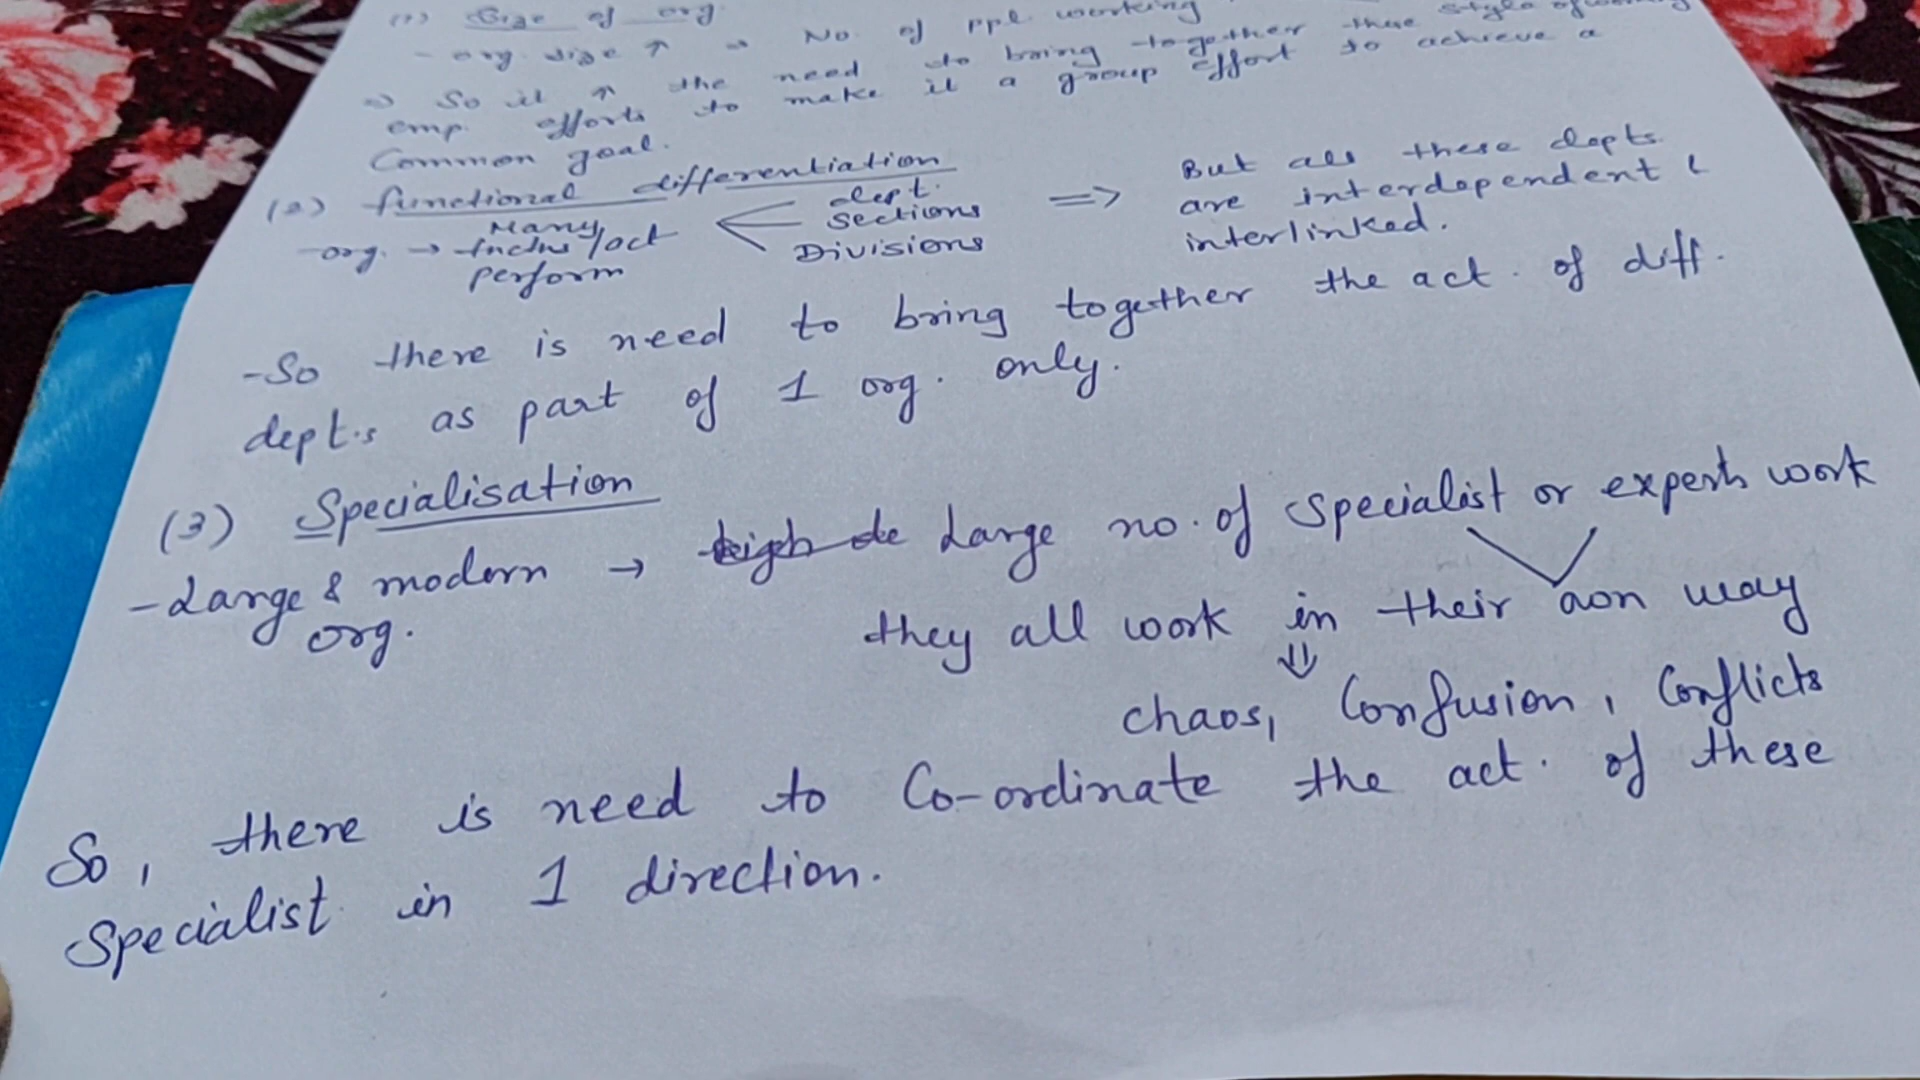 (1) Size of org.
- org. size ↑ ⇒ No. of ppl working
⇒ So it ↑ the need to bring together these style of
emp. efforts to make it a group effort to achieve a
Common goal.
(2) functional differentiation
- org. → Many functns/act perform < dept. Sections Divisions ⇒ But all these depts. are interdependent & interlinked.
-So there is need to bring together the act. of diff.
dept.s as part of 1 org. only.
(3) Specialisation
-Large & modern org. → Large no. of specialist or experts work
they all work in their aon way
⇓
chaos, Confusion, Conflicts
So, there is need to Co-ordinate the act. of these
Specialist in 1 direction.